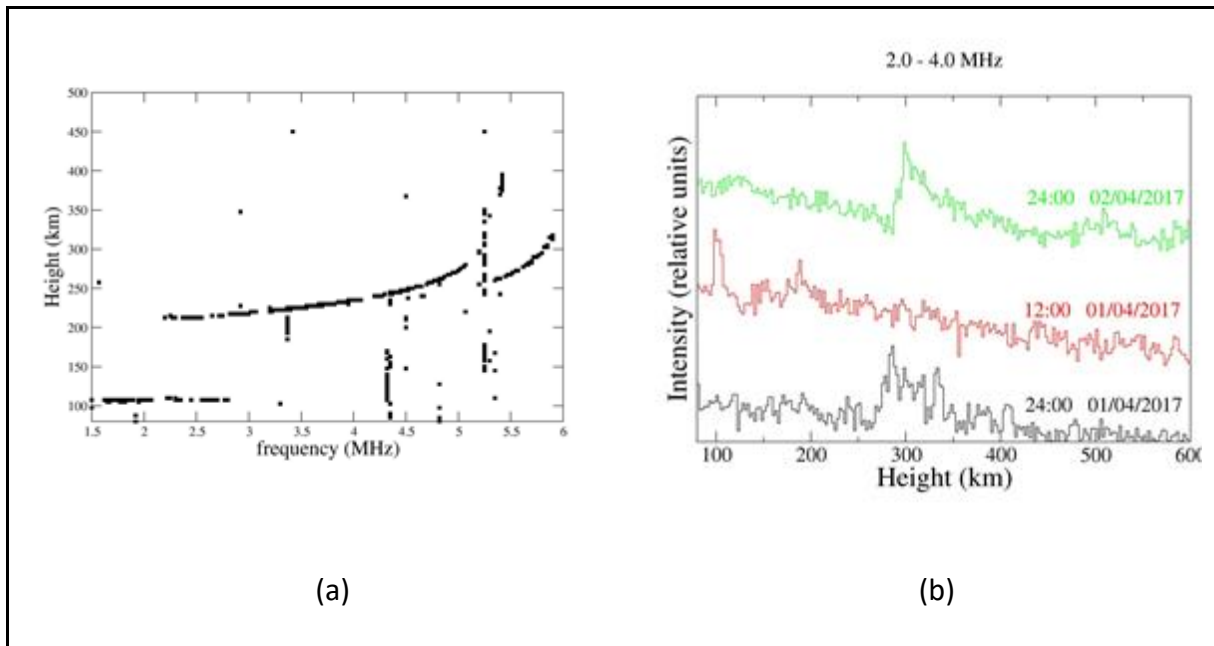 500
450
400
350
300
250
200
150
100
Height (km)
1.5 2 2.5 3 3.5 4 4.5 5 5.5 6
frequency (MHz)
(a)
2.0 - 4.0 MHz
Intensity (relative units)
24:00 02/04/2017
12:00 01/04/2017
24:00 01/04/2017
100 200 300 400 500 600
Height (km)
(b)